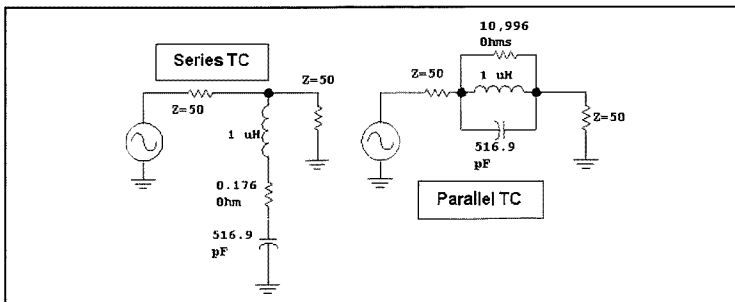 Series TC
Z=50
Z=50
1 uH
0.176
Ohm
516.9
pF
10,996
Ohms
Z=50
1 uH
Z=50
516.9
pF
Parallel TC